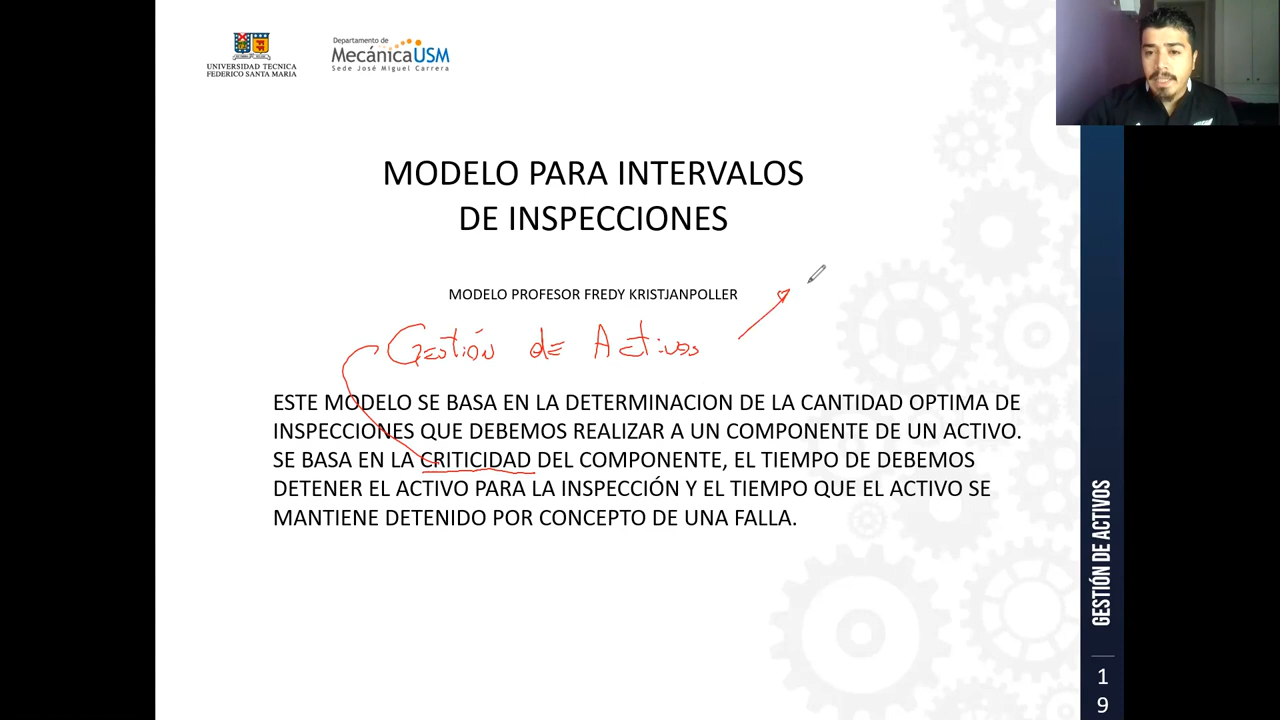 UNIVERSIDAD TECNICA
FEDERICO SANTA MARIA
Departamento de
MecánicaUSM
Sede José Miguel Carrera
MODELO PARA INTERVALOS
DE INSPECCIONES
MODELO PROFESOR FREDY KRISTJANPOLLER
Gestión de Activos
ESTE MODELO SE BASA EN LA DETERMINACION DE LA CANTIDAD OPTIMA DE
INSPECCIONES QUE DEBEMOS REALIZAR A UN COMPONENTE DE UN ACTIVO.
SE BASA EN LA CRITICIDAD DEL COMPONENTE, EL TIEMPO DE DEBEMOS
DETENER EL ACTIVO PARA LA INSPECCIÓN Y EL TIEMPO QUE EL ACTIVO SE
MANTIENE DETENIDO POR CONCEPTO DE UNA FALLA.
GESTIÓN DE ACTIVOS
1
9